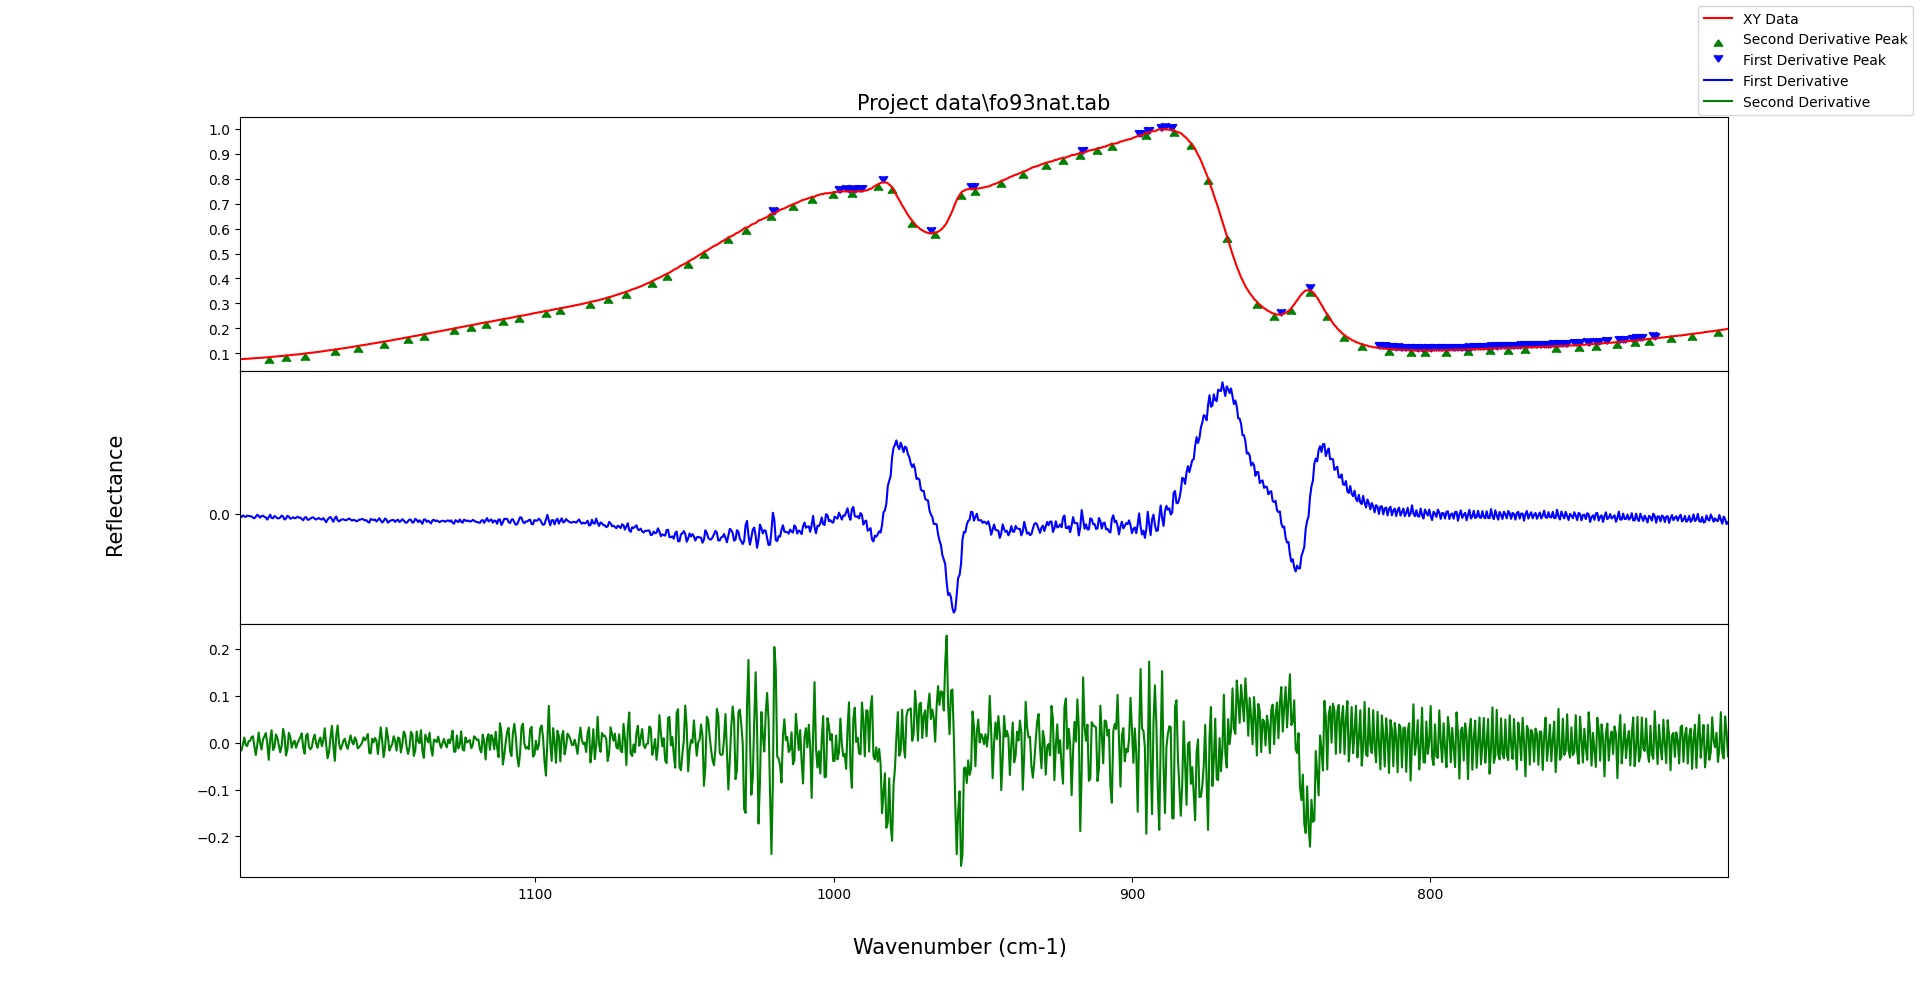 XY Data
Second Derivative Peak
First Derivative Peak
First Derivative
Second Derivative
Project data\fo93nat.tab
1.0
0.9
0.8
0.7
0.6
0.5
0.4
0.3
0.2
0.1
Reflectance
0.0
0.2
0.1
0.0
−0.1
−0.2
1100 1000 900 800
Wavenumber (cm-1)